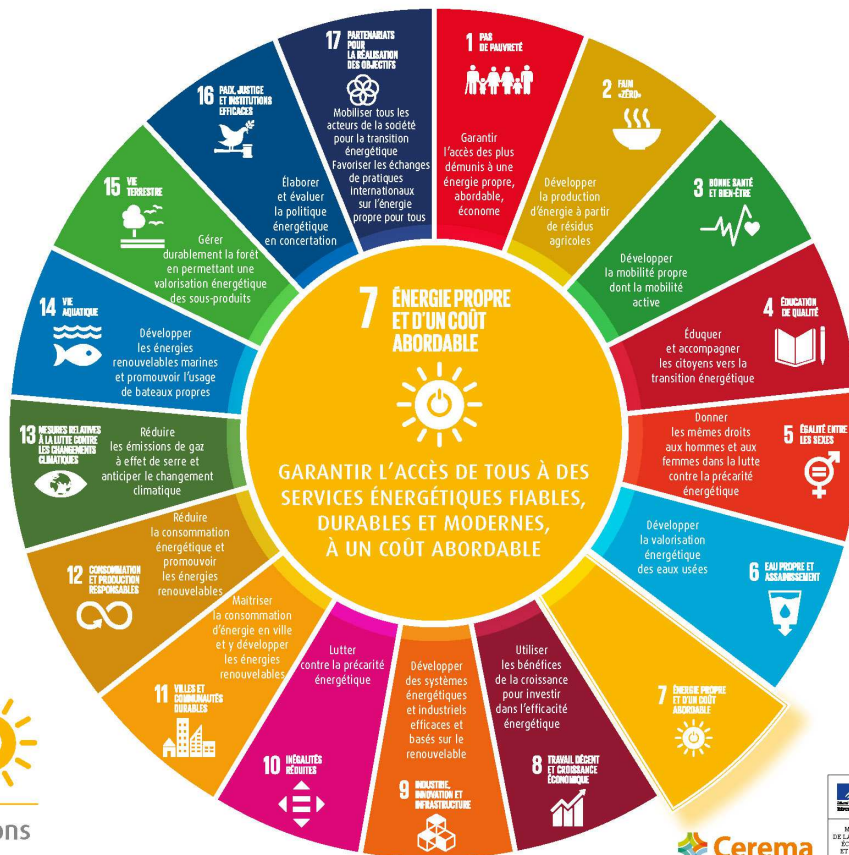 17 PARTENARIATS
POUR
LA RÉALISATION
DES OBJECTIFS
Mobiliser tous les
acteurs de la société
pour la transition
énergétique
Favoriser les échanges
de pratiques
internationaux
sur l'énergie
propre pour tous
1 PAS
DE PAUVRETÉ
Garantir
l'accès des plus
démunis à une
énergie propre,
abordable,
économe
2 FAIM
«ZÉRO»
Développer
la production
d'énergie à partir
de résidus
agricoles
3 BONNE SANTÉ
ET BIEN-ÊTRE
Développer
la mobilité propre
dont la mobilité
active
4 ÉDUCATION
DE QUALITÉ
Éduquer
et accompagner
les citoyens vers la
transition énergétique
5 ÉGALITÉ ENTRE
LES SEXES
Donner
les mêmes droits
aux hommes et aux
femmes dans la lutte
contre la précarité
énergétique
6 EAU PROPRE ET
ASSAINISSEMENT
Développer
la valorisation
énergétique
des eaux usées
7 ÉNERGIE PROPRE
ET D'UN COÛT
ABORDABLE
8 TRAVAIL DÉCENT
ET CROISSANCE
ÉCONOMIQUE
Utiliser
les bénéfices
de la croissance
pour investir
dans l'efficacité
énergétique
9 INDUSTRIE,
INNOVATION ET
INFRASTRUCTURE
Développer
des systèmes
énergétiques
et industriels
efficaces et
basés sur le
renouvelable
10 INÉGALITÉS
RÉDUITES
Lutter
contre la précarité
énergétique
11 VILLES ET
COMMUNAUTÉS
DURABLES
Maîtriser
la consommation
d'énergie en ville
et y développer
les énergies
renouvelables
12 CONSOMMATION
ET PRODUCTION
RESPONSABLES
Réduire
la consommation
énergétique et
promouvoir
les énergies
renouvelables
13 MESURES RELATIVES
À LA LUTTE CONTRE
LES CHANGEMENTS
CLIMATIQUES
Réduire
les émissions de gaz
à effet de serre et
anticiper le changement
climatique
14 VIE
AQUATIQUE
Développer
les énergies
renouvelables marines
et promouvoir l'usage
de bateaux propres
15 VIE
TERRESTRE
Gérer
durablement la forêt
en permettant une
valorisation énergétique
des sous-produits
16 PAIX, JUSTICE
ET INSTITUTIONS
EFFICACES
Élaborer
et évaluer
la politique
énergétique
en concertation
7 ÉNERGIE PROPRE
ET D'UN COÛT
ABORDABLE
GARANTIR L'ACCÈS DE TOUS À DES
SERVICES ÉNERGÉTIQUES FIABLES,
DURABLES ET MODERNES,
À UN COÛT ABORDABLE
ons
Cerema